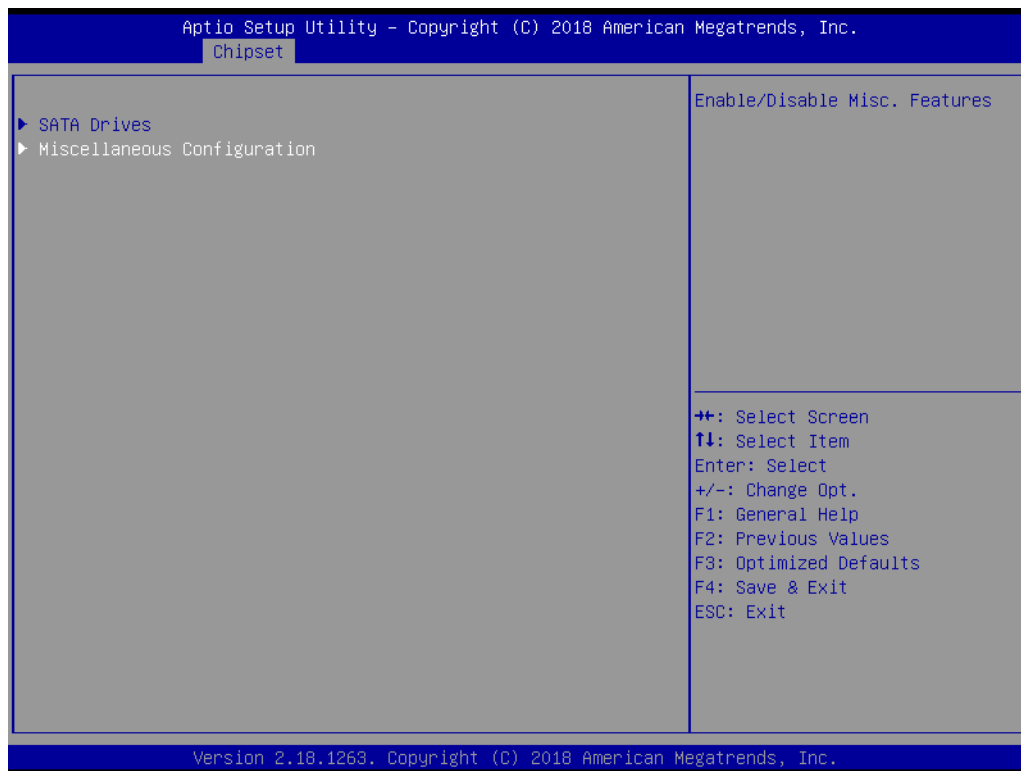 Aptio Setup Utility – Copyright (C) 2018 American Megatrends, Inc.
Chipset
▶ SATA Drives
▶ Miscellaneous Configuration
Enable/Disable Misc. Features
→←: Select Screen
↑↓: Select Item
Enter: Select
+/-: Change Opt.
F1: General Help
F2: Previous Values
F3: Optimized Defaults
F4: Save & Exit
ESC: Exit
Version 2.18.1263. Copyright (C) 2018 American Megatrends, Inc.